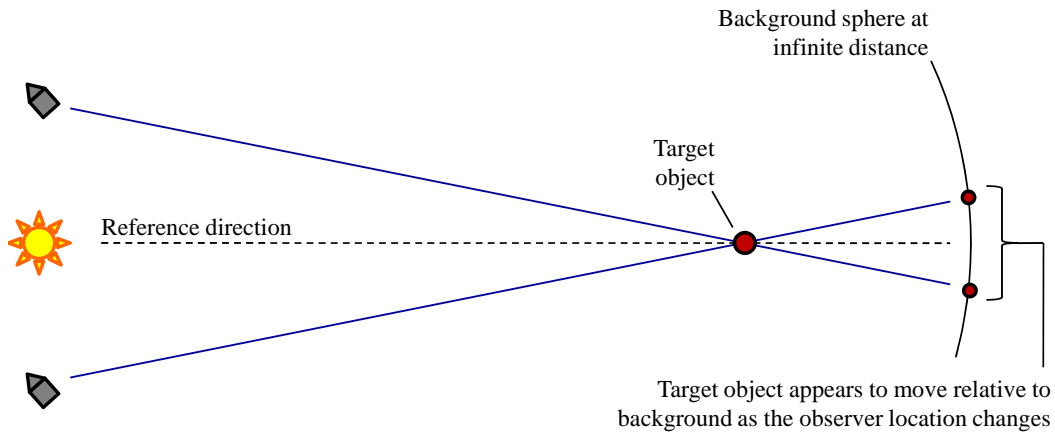 Background sphere at
infinite distance
Target
object
Reference direction
Target object appears to move relative to
background as the observer location changes